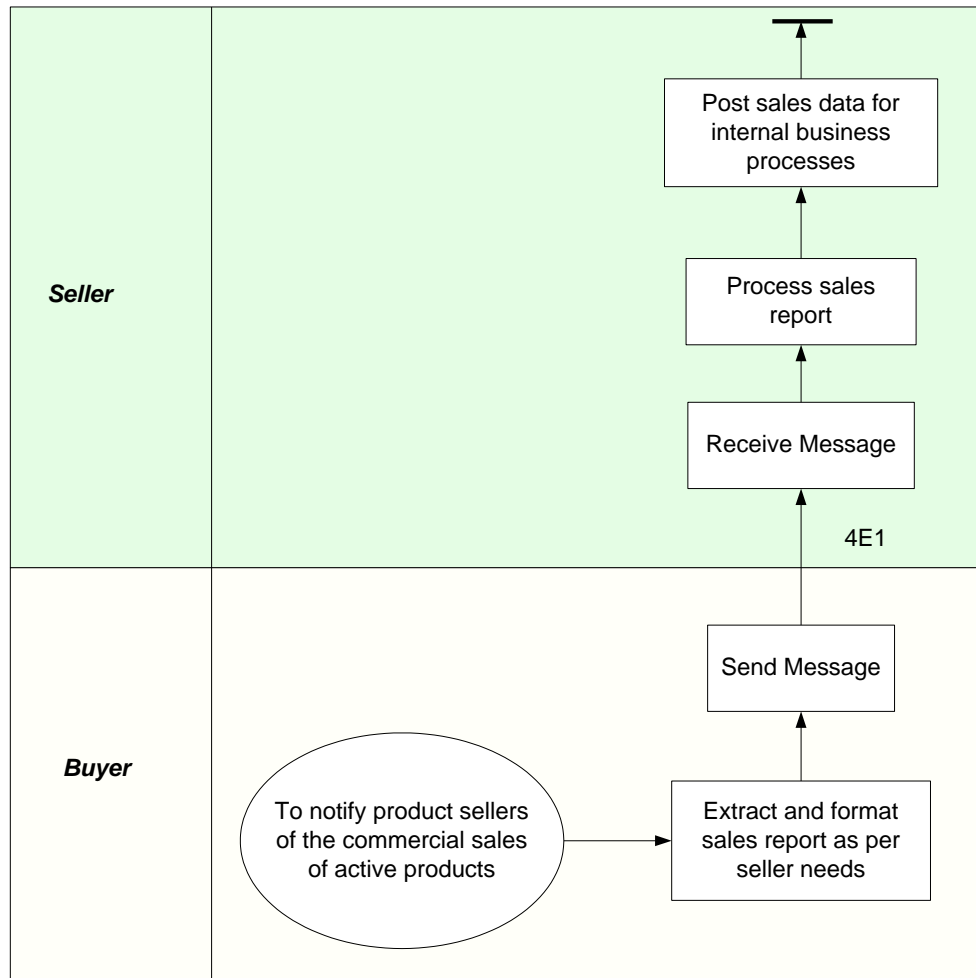 Post sales data for
internal business
processes
Seller
Process sales
report
Receive Message
4E1
Send Message
Buyer
To notify product sellers
of the commercial sales
of active products
Extract and format
sales report as per
seller needs